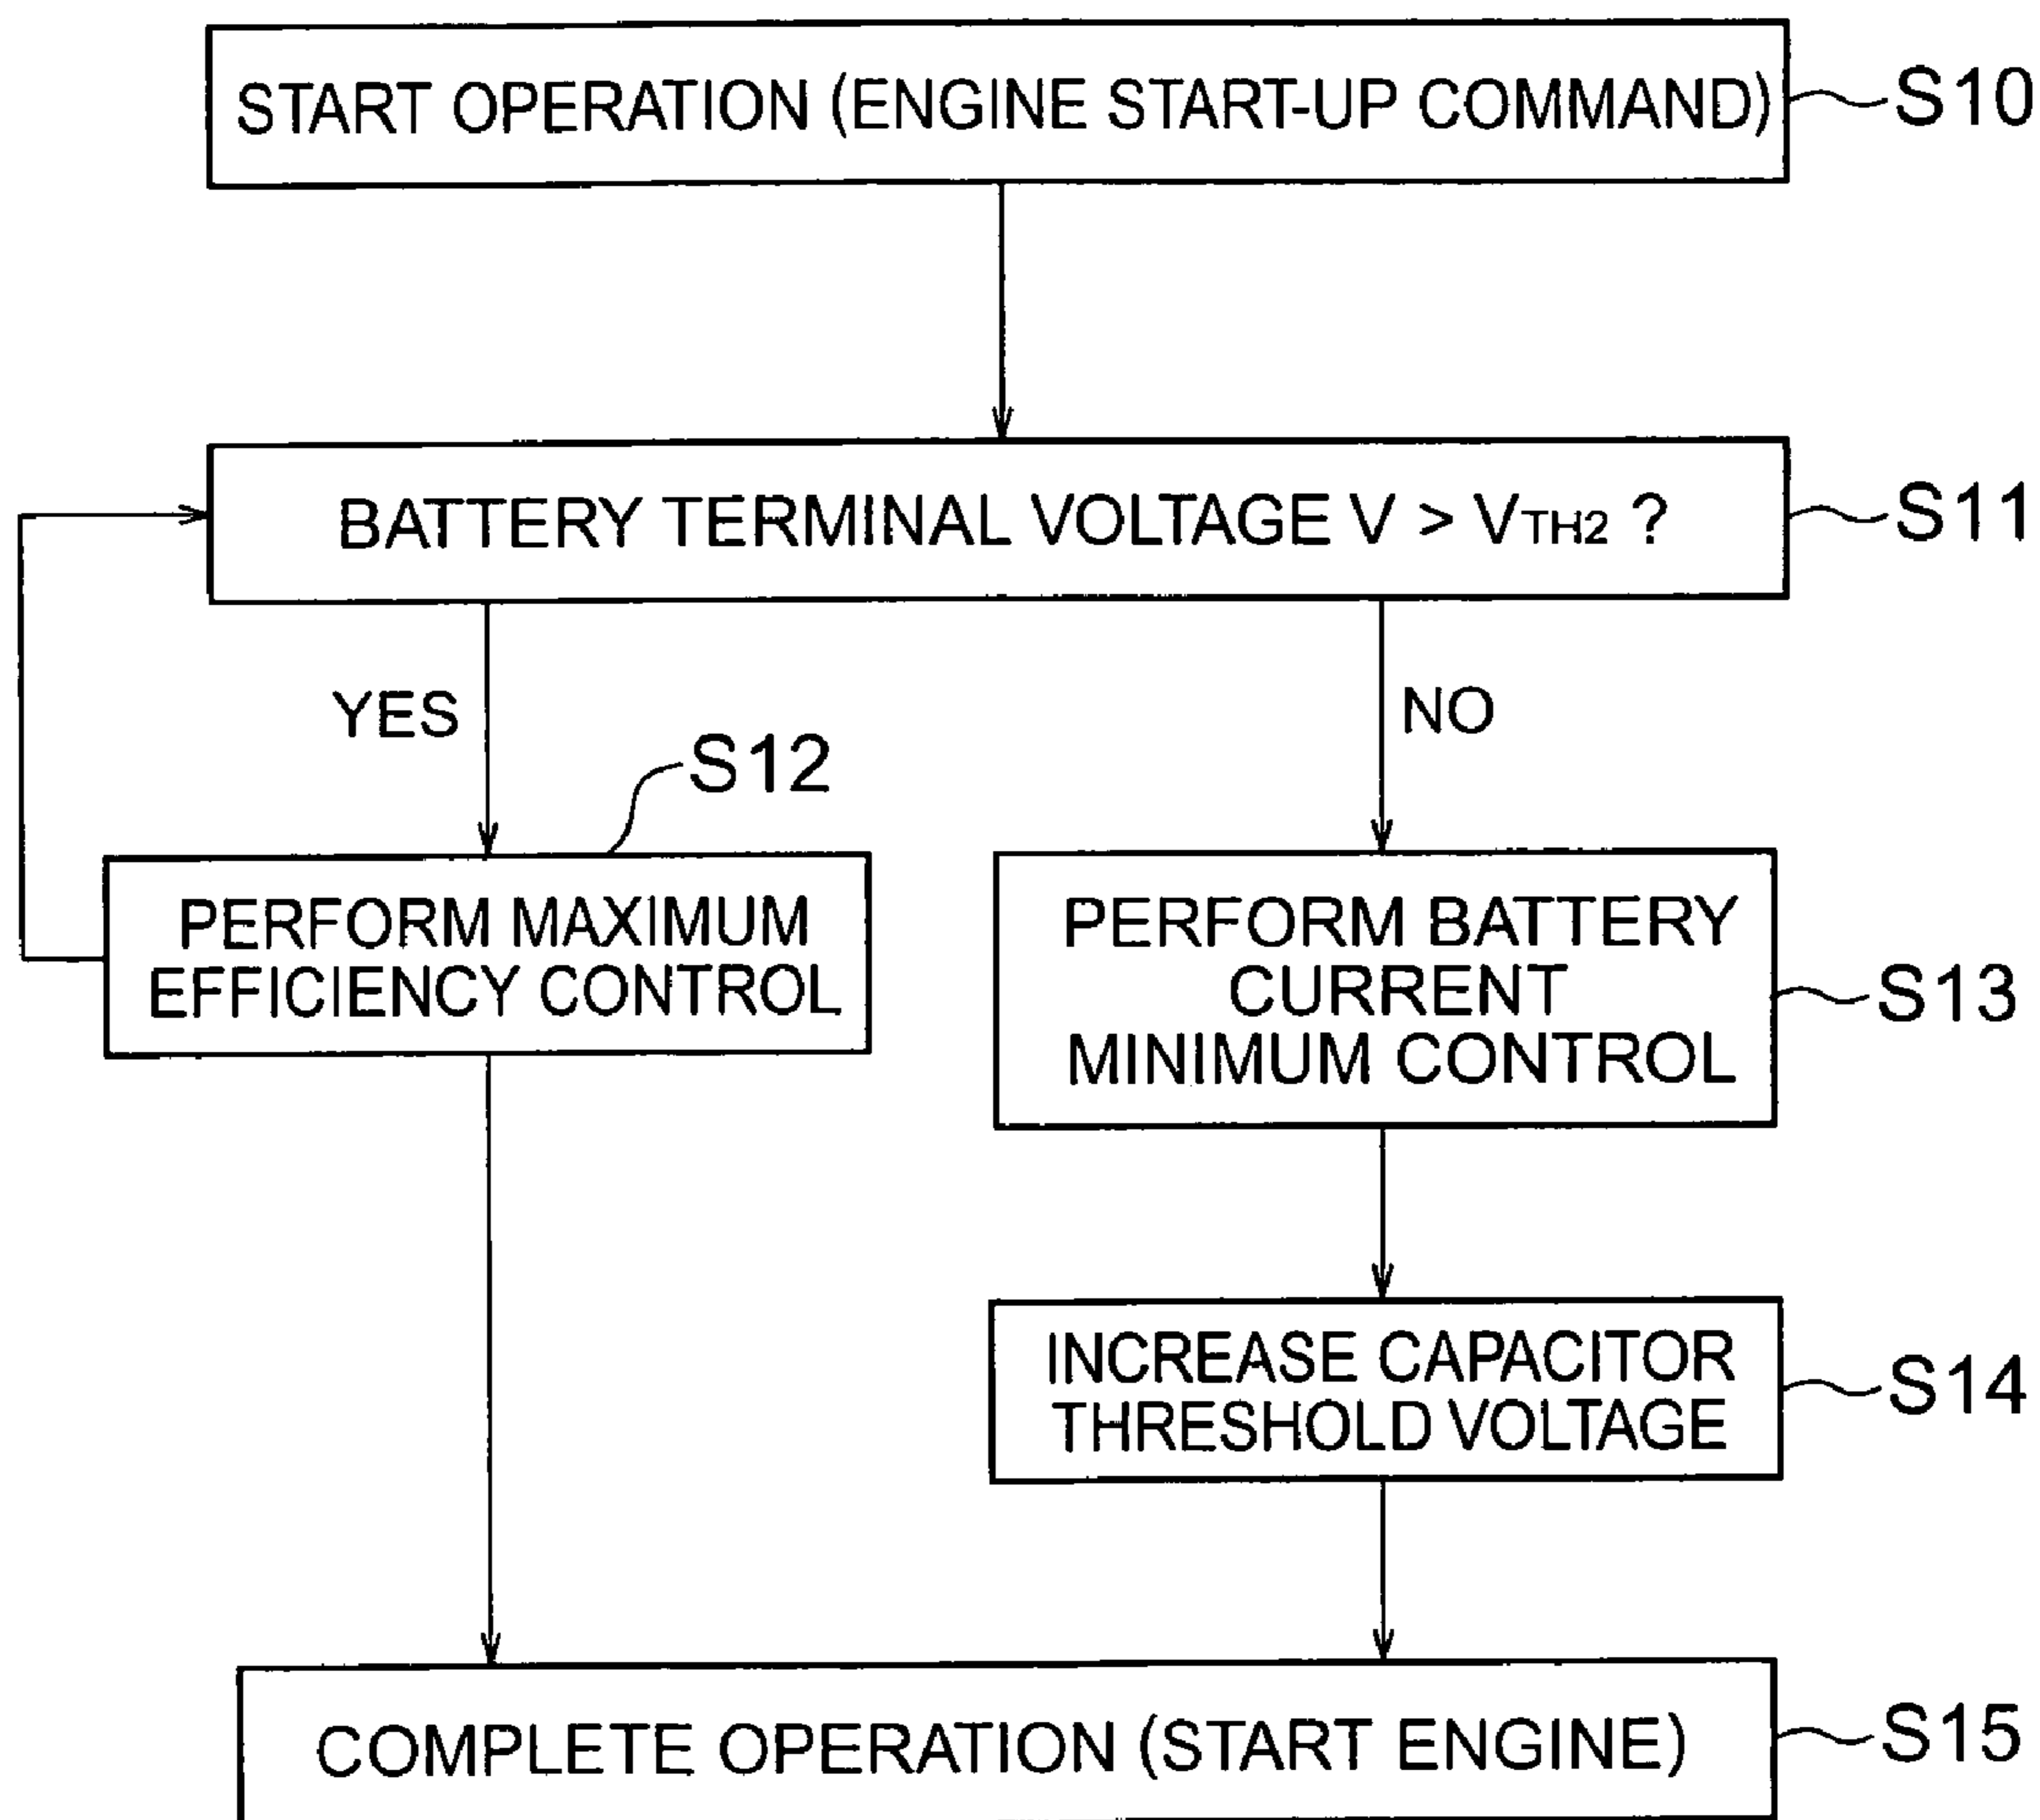 START OPERATION (ENGINE START-UP COMMAND)
S10
BATTERY TERMINAL VOLTAGE V > VTH2 ?
S11
YES
NO
S12
PERFORM MAXIMUM
EFFICIENCY CONTROL
PERFORM BATTERY
CURRENT
MINIMUM CONTROL
S13
INCREASE CAPACITOR
THRESHOLD VOLTAGE
S14
COMPLETE OPERATION (START ENGINE)
S15